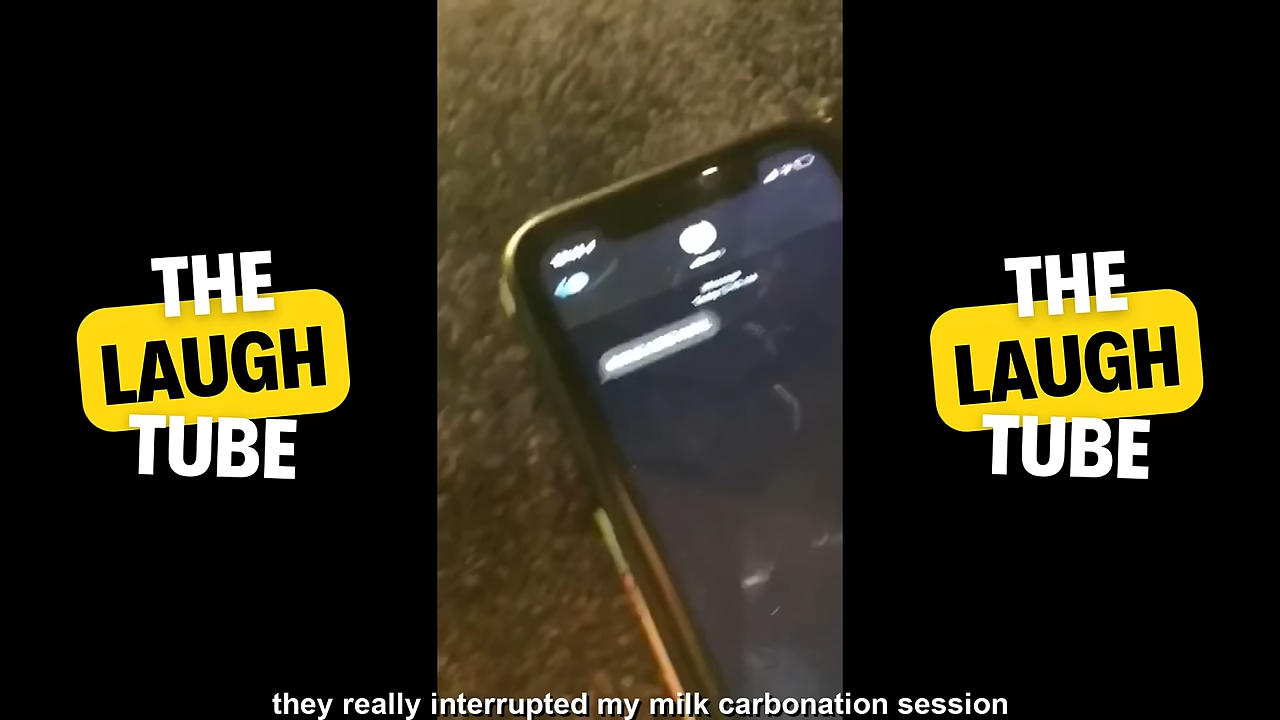 THE
LAUGH
TUBE
THE
LAUGH
TUBE
they really interrupted my milk carbonation session